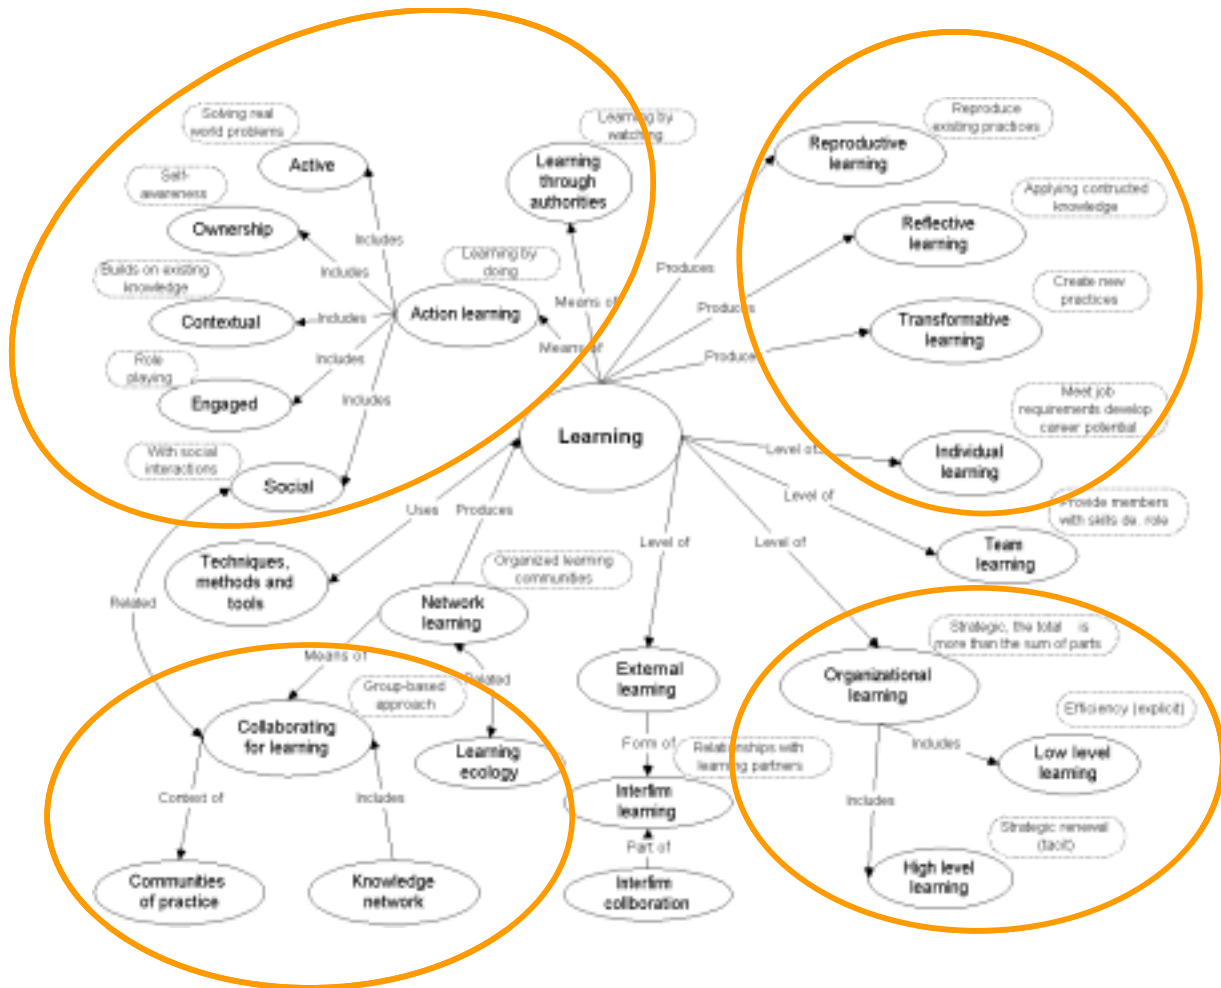 Solving real
world problems
Active
Self-
awareness
Ownership
Builds on existing
knowledge
Contextual
Role
playing
Engaged
With social
interactions
Social
Includes
Includes
Includes
Includes
Includes
Learning by
watching
Learning
through
authorities
Learning by
doing
Action learning
Means of
Means of
Learning
Produces
Produces
Produce
Reproduce
existing practices
Reproductive
learning
Applying contructed
knowledge
Reflective
learning
Create new
practices
Transformative
learning
Meet job
requirements develop
career potential
Individual
learning
Level of
Level of
Level of
Level of
Provide members
with skills de. role
Team
learning
Uses
Produces
Techniques,
methods and
tools
Organized learning
communities
Network
learning
Related
Means of
Related
Group-based
approach
Collaborating
for learning
Learning
ecology
Context of
Includes
Communities
of practice
Knowledge
network
External
learning
Form of
Relationships with
learning partners
Interfirm
learning
Part of
Interfirm
collboration
Strategic, the total is
more than the sum of parts
Organizational
learning
Efficiency (explicit)
Includes
Low level
learning
Includes
Strategic renewal
(tacit)
High level
learning